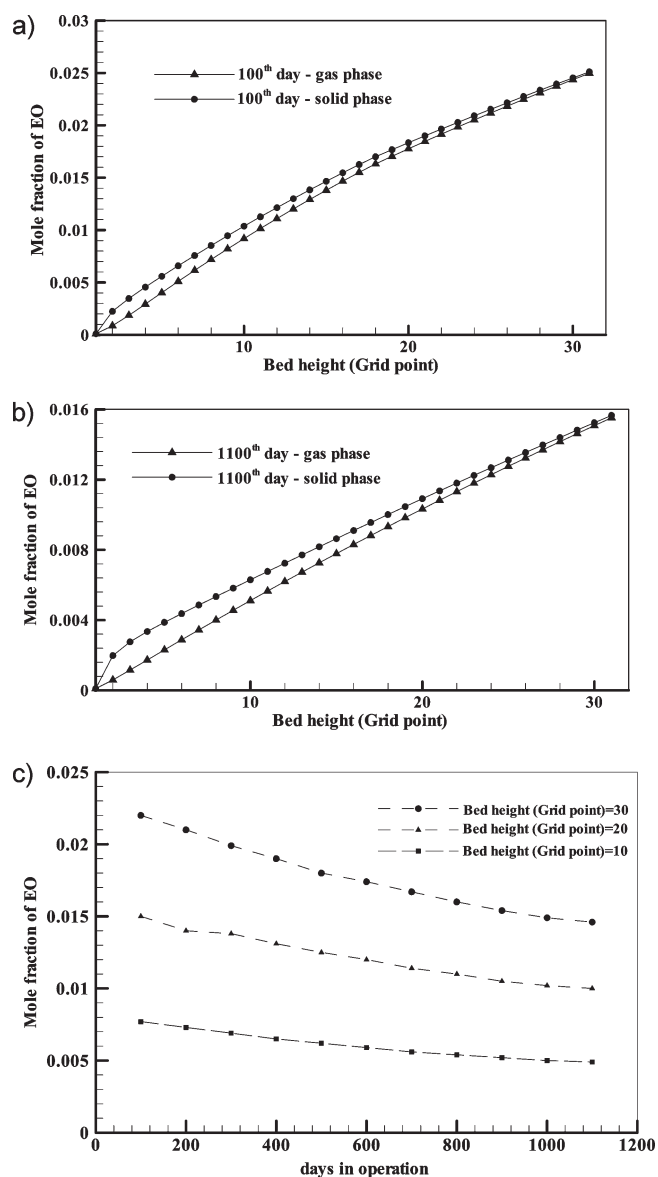 a)
0.03
0.025
0.02
0.015
0.01
0.005
0
Mole fraction of EO
100th day - gas phase
100th day - solid phase
10
20
30
Bed height (Grid point)
b)
0.016
0.012
0.008
0.004
0
Mole fraction of EO
1100th day - gas phase
1100th day - solid phase
10
20
30
Bed height (Grid point)
c)
0.025
0.02
0.015
0.01
0.005
0
Mole fraction of EO
Bed height (Grid point)=30
Bed height (Grid point)=20
Bed height (Grid point)=10
0
200
400
600
800
1000
1200
days in operation